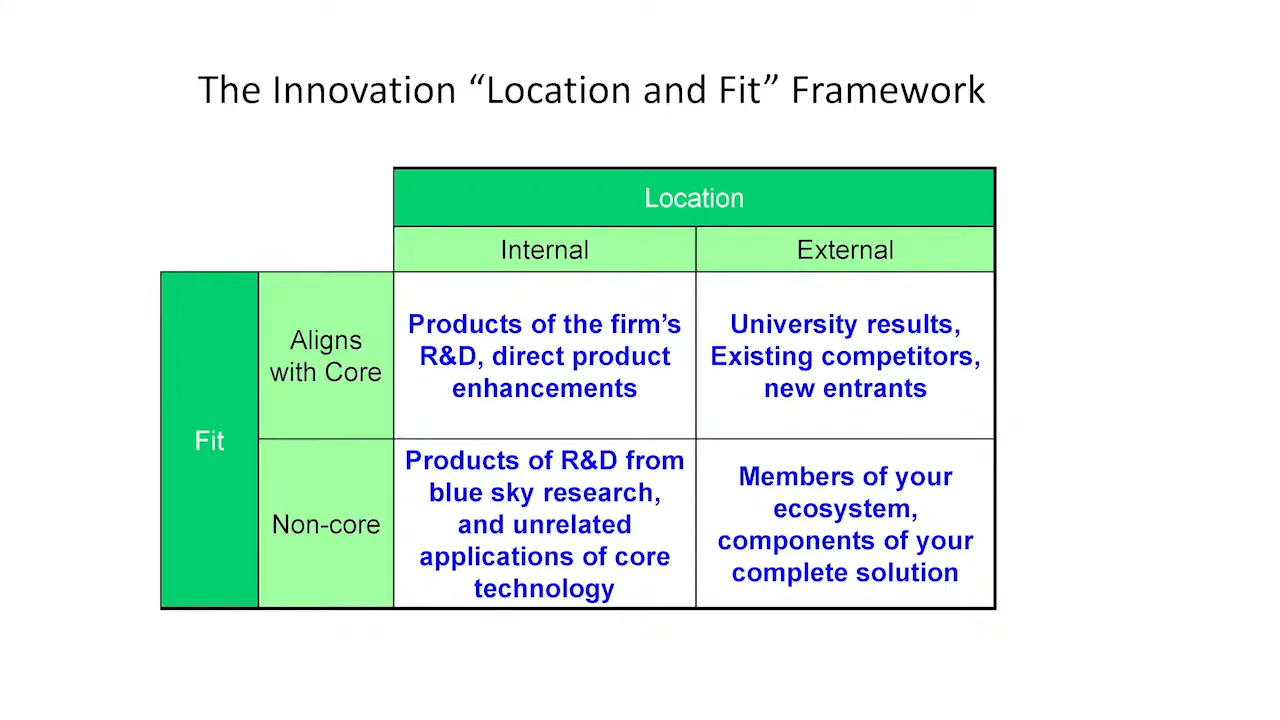 The Innovation “Location and Fit” Framework
Location
Internal
External
Fit
Aligns
with Core
Products of the firm’s
R&D, direct product
enhancements
University results,
Existing competitors,
new entrants
Non-core
Products of R&D from
blue sky research,
and unrelated
applications of core
technology
Members of your
ecosystem,
components of your
complete solution